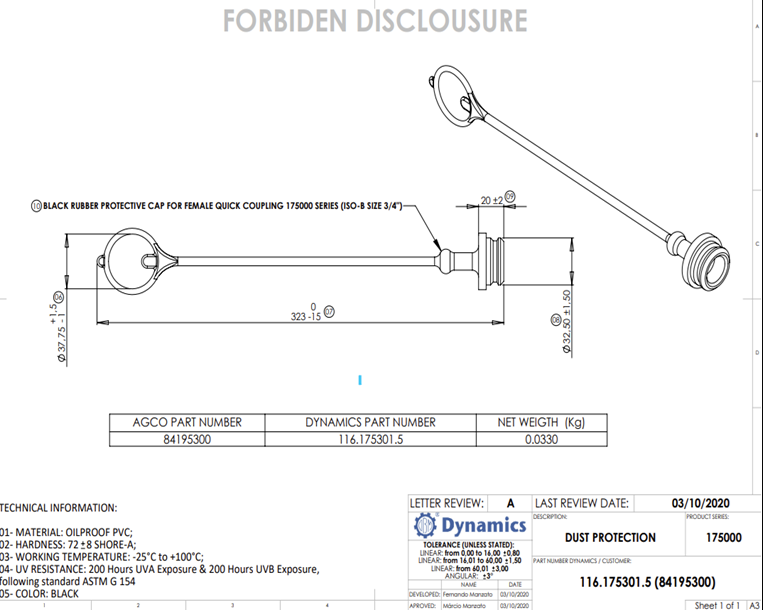 FORBIDEN DISCLOUSURE
A
B
C
D
⑩ BLACK RUBBER PROTECTIVE CAP FOR FEMALE QUICK COUPLING 175000 SERIES (ISO-B SIZE 3/4")
20 ±2 ⑨
Ø 37,75 +1,5 -1 ⑥
323 0 -15 ⑦
Ø 32,50 ±1,50 ⑧
AGCO PART NUMBER DYNAMICS PART NUMBER NET WEIGTH (Kg)
84195300 116.175301.5 0.0330
TECHNICAL INFORMATION:
01- MATERIAL: OILPROOF PVC;
02- HARDNESS: 72±8 SHORE-A;
03- WORKING TEMPERATURE: -25°C to +100°C;
04- UV RESISTANCE: 200 Hours UVA Exposure & 200 Hours UVB Exposure,
following standard ASTM G 154
05- COLOR: BLACK
LETTER REVIEW: A LAST REVIEW DATE: 03/10/2020
Dynamics
DESCRIPTION:
DUST PROTECTION
PRODUCT SERIES:
175000
TOLERANCE (UNLESS STATED):
LINEAR: from 0,00 to 16,00 ±0,80
LINEAR: from 16,01 to 60,00 ±1,50
LINEAR: from 60,01 ±3,00
ANGULAR: ±3°
PART NUMBER DYNAMICS / CUSTOMER:
116.175301.5 (84195300)
NAME DATE
DEVELOPED: Fernando Manzato 03/10/2020
APROVED: Márcio Manzato 03/10/2020
1 2 3 4
Sheet 1 of 1 A3